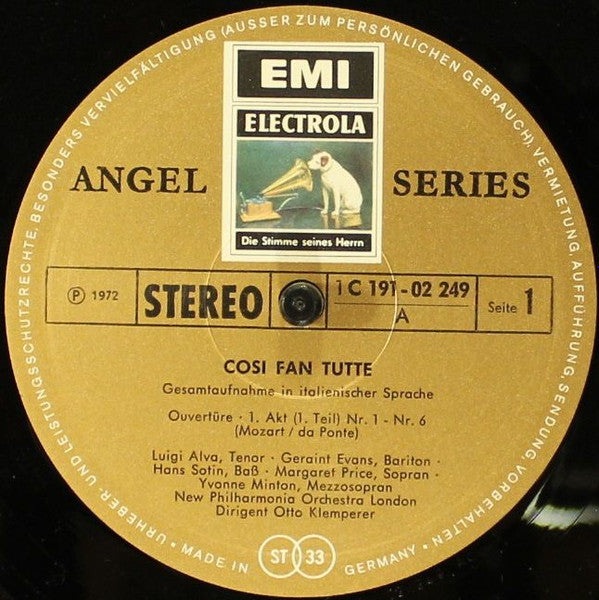 URHEBER- UND LEISTUNGSSCHUTZRECHTE, BESONDERS VERVIELFÄLTIGUNG (AUSSER ZUM PERSÖNLICHEN GEBRAUCH), VERMIETUNG, AUFFÜHRUNG, SENDUNG VORBEHALTEN
EMI
ELECTROLA
ANGEL SERIES
Die Stimme seines Herrn
Ⓟ 1972 STEREO 1 C 191-02 249 Seite 1
A
COSI FAN TUTTE
Gesamtaufnahme in italienischer Sprache
Ouvertüre · 1. Akt (1. Teil) Nr. 1 - Nr. 6
(Mozart / da Ponte)
Luigi Alva, Tenor · Geraint Evans, Bariton ·
Hans Sotin, Baß · Margaret Price, Sopran ·
Yvonne Minton, Mezzosopran
New Philharmonia Orchestra London
Dirigent Otto Klemperer
· MADE IN ST 33 GERMANY ·